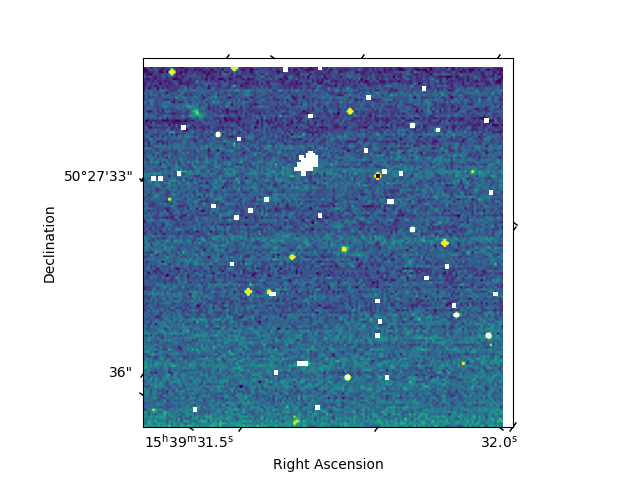 50°27'33"
Declination
36"
15ʰ39ᵐ31.5ˢ
32.0ˢ
Right Ascension